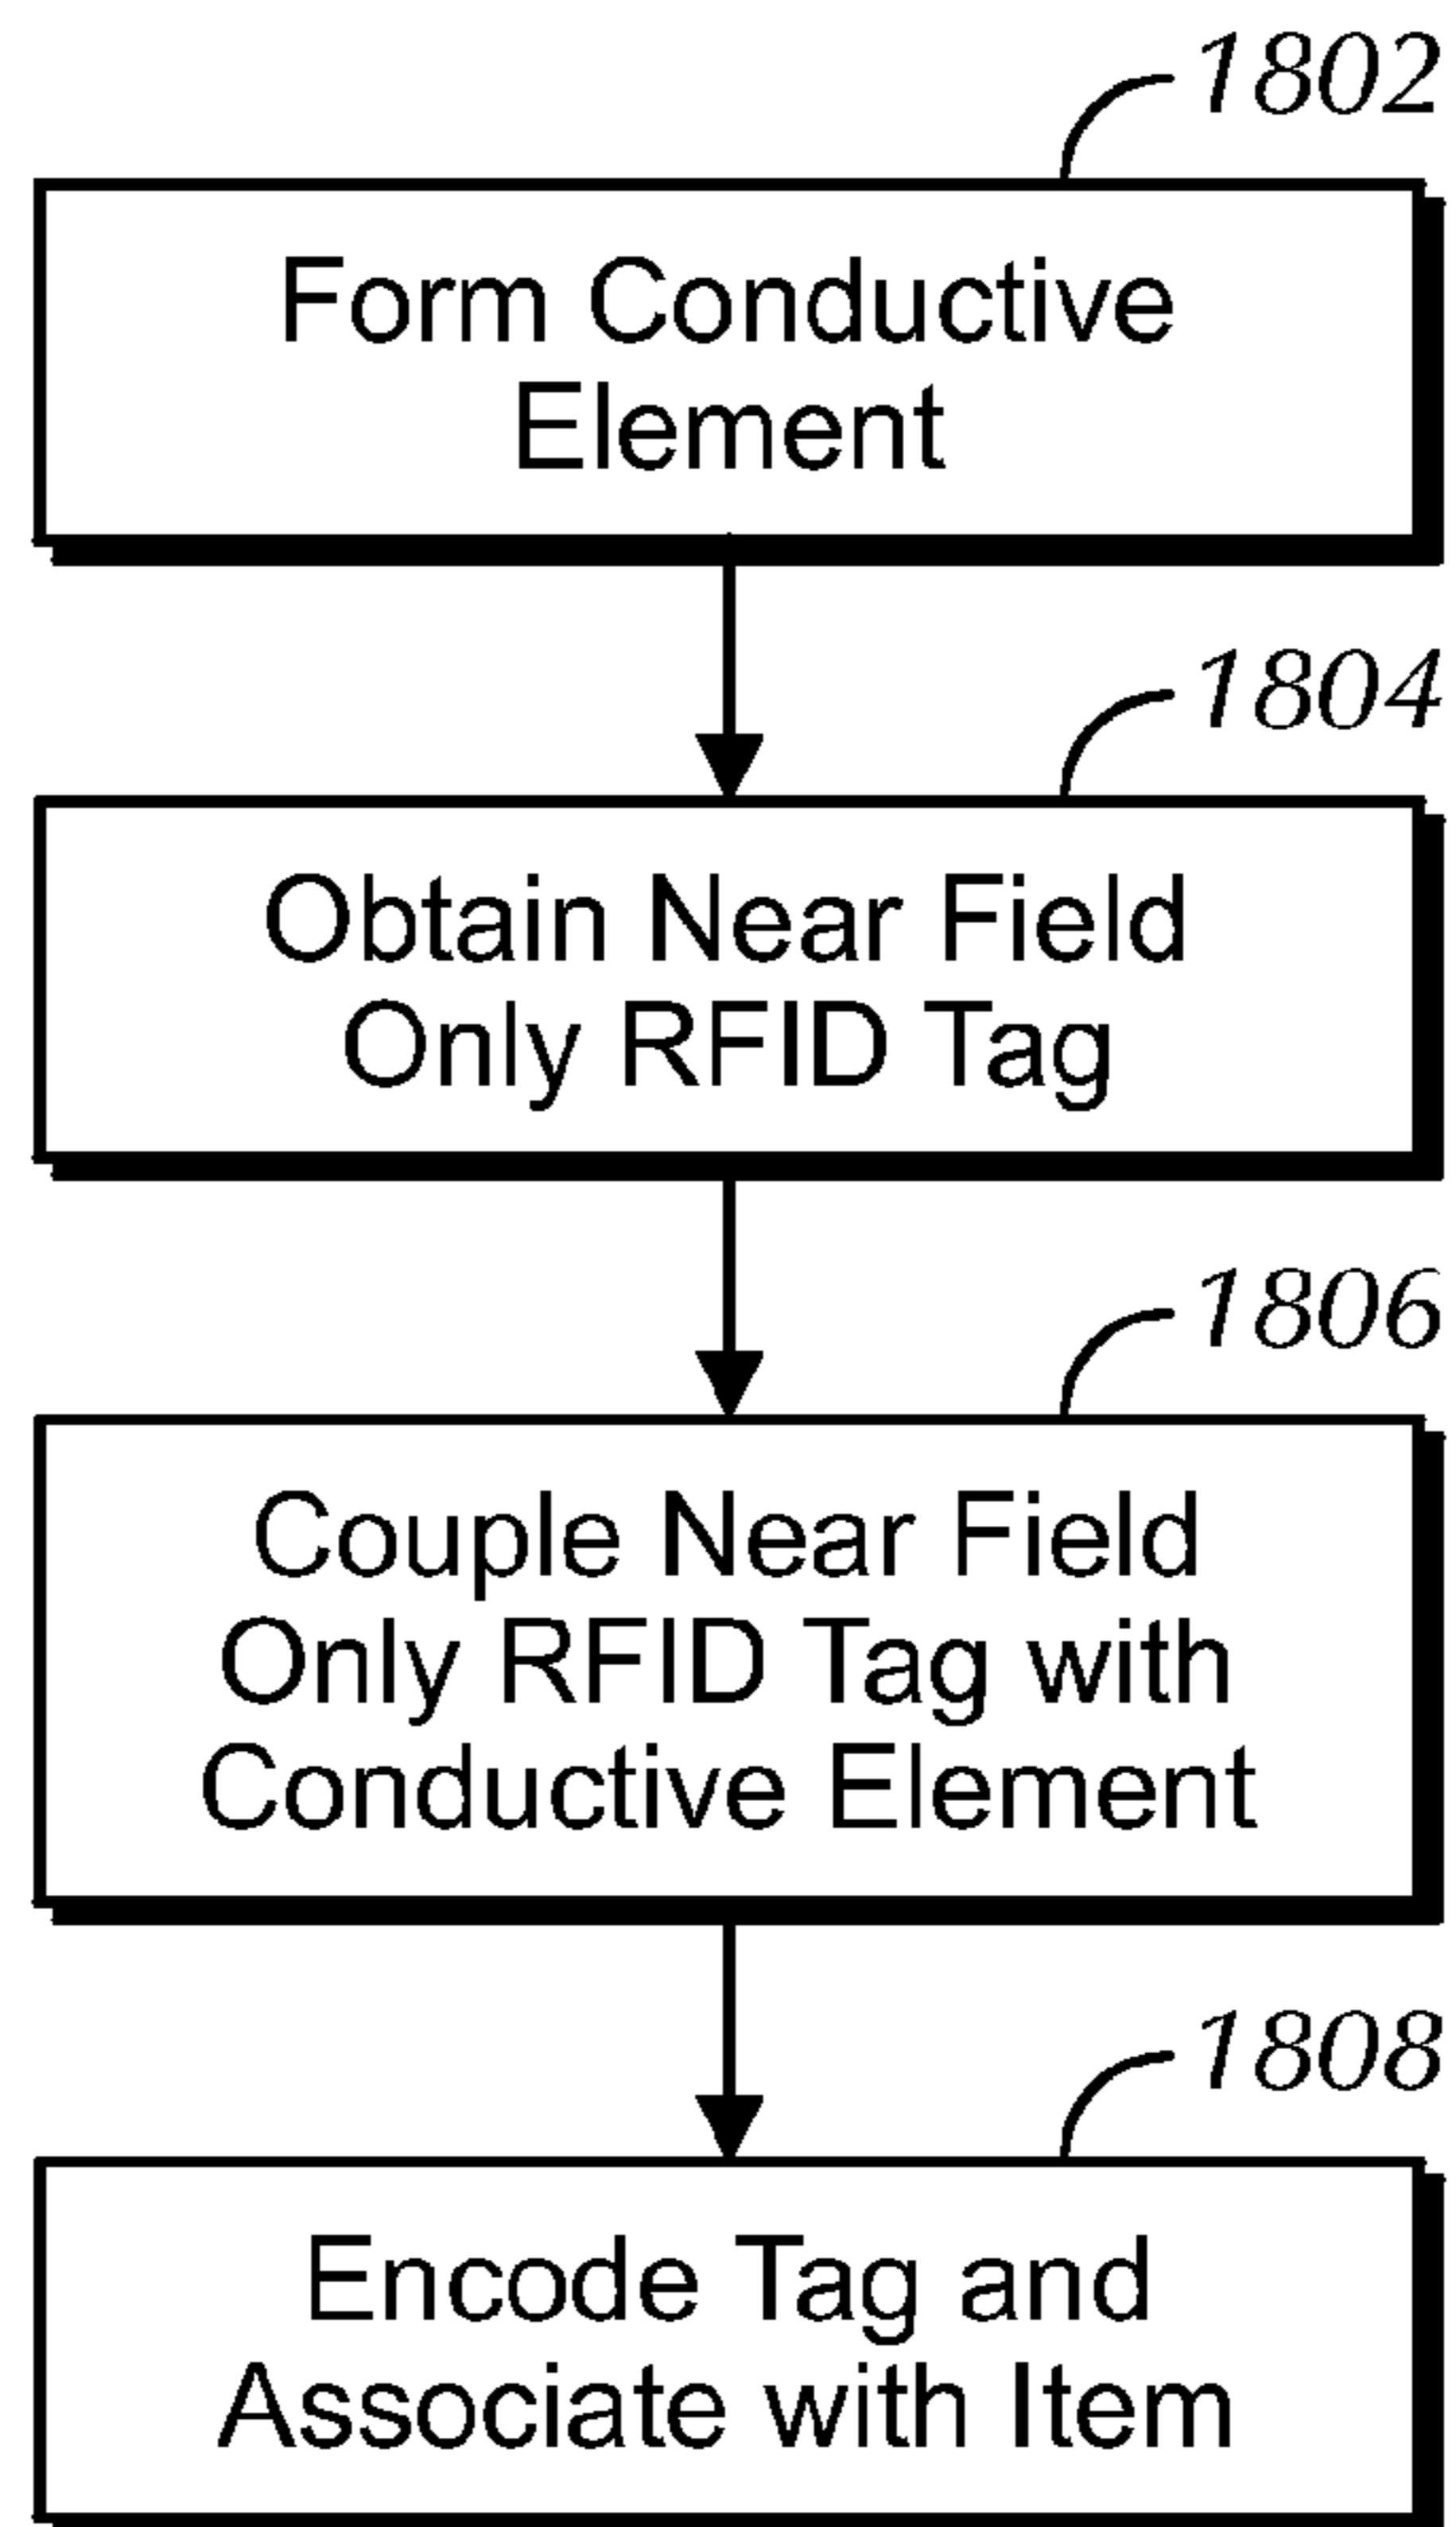 1802
Form Conductive
Element
1804
Obtain Near Field
Only RFID Tag
1806
Couple Near Field
Only RFID Tag with
Conductive Element
1808
Encode Tag and
Associate with Item